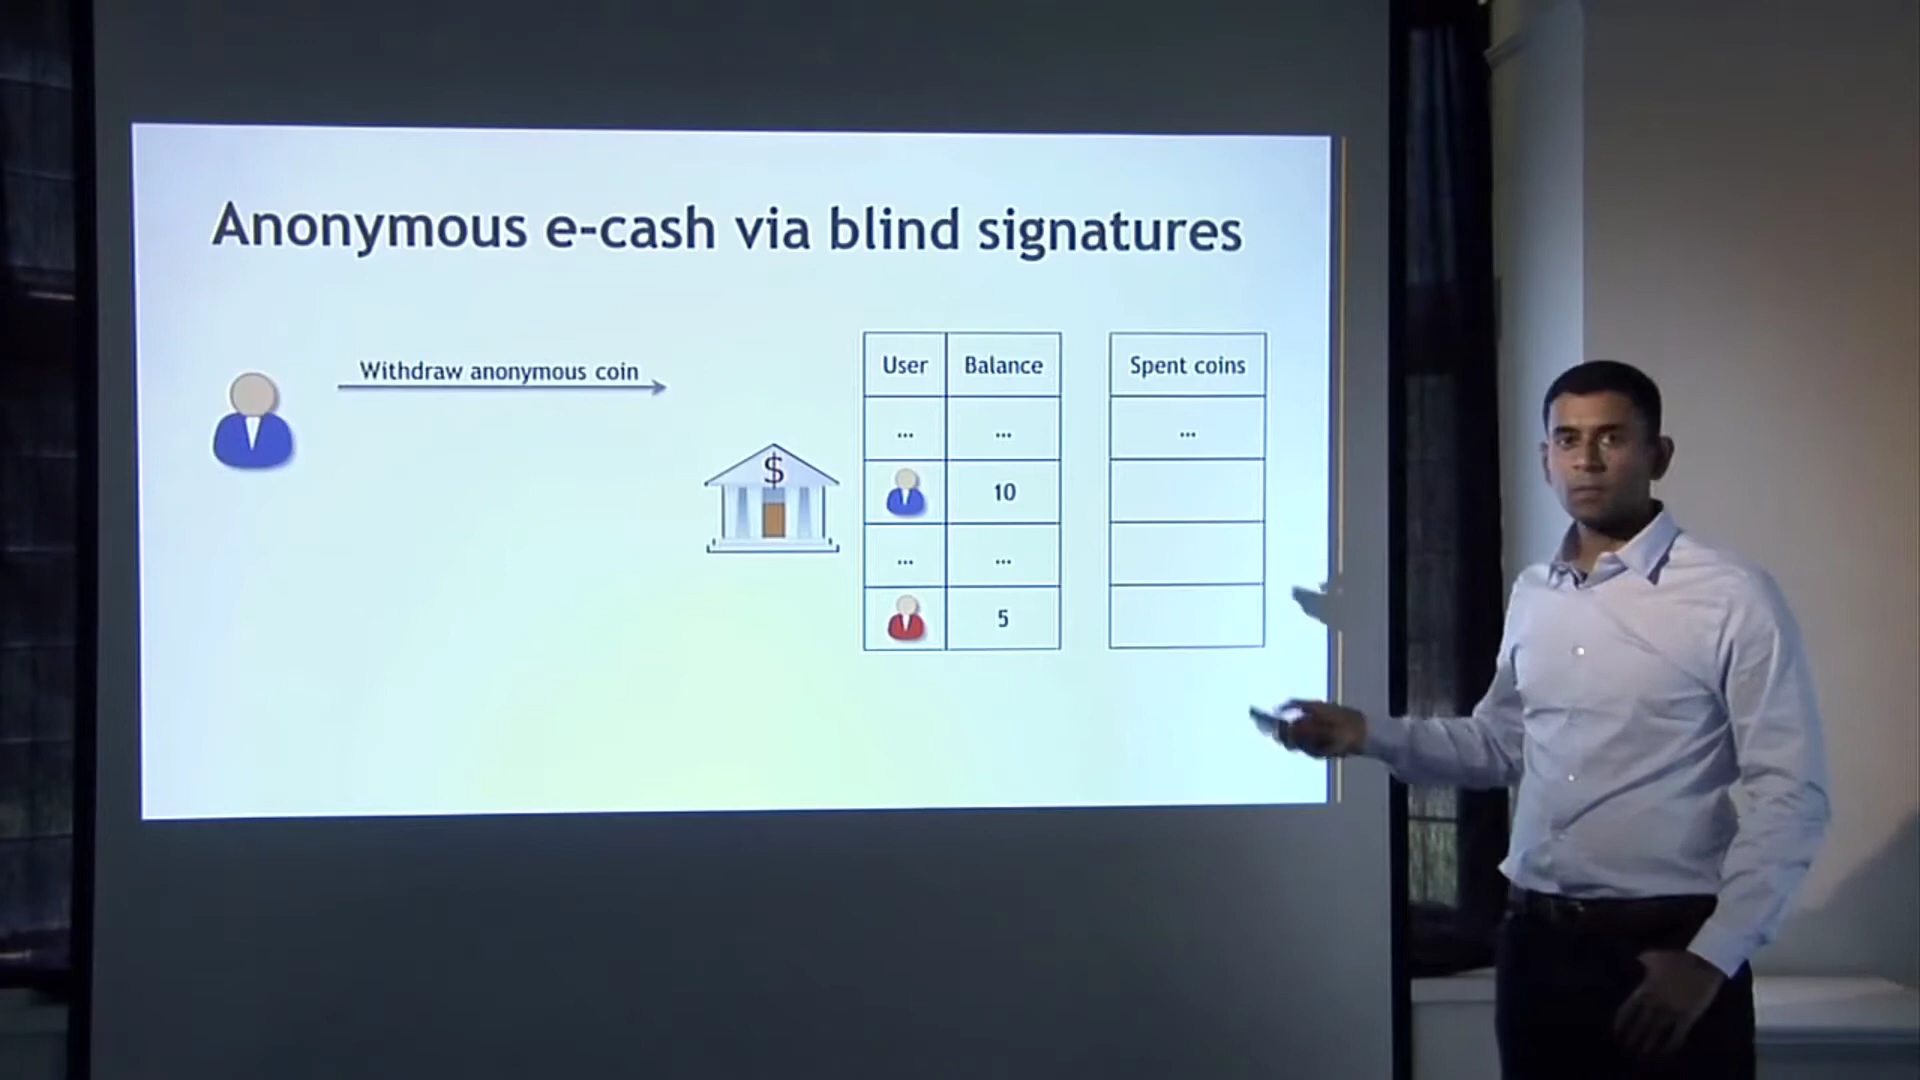 Anonymous e-cash via blind signatures
Withdraw anonymous coin
$
User Balance Spent coins
... ... ...
10
... ...
5